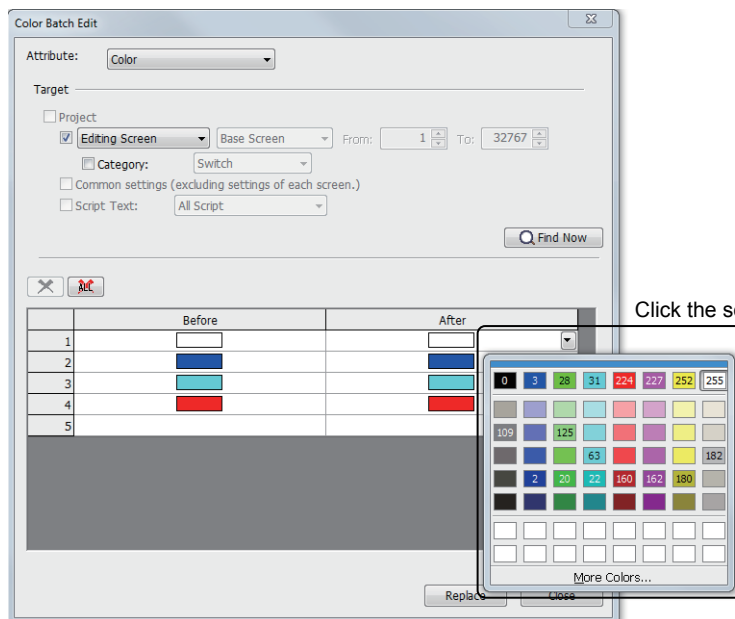 Color Batch Edit
Attribute: Color
Target
Project
Editing Screen Base Screen From: 1 To: 32767
Category: Switch
Common settings (excluding settings of each screen.)
Script Text: All Script
Find Now
ALL
Click the s
Before After
1
2
3
4
5
0 3 28 31 224 227 252 255
109 125
63 182
2 20 22 160 162 180
More Colors...
Replace Close